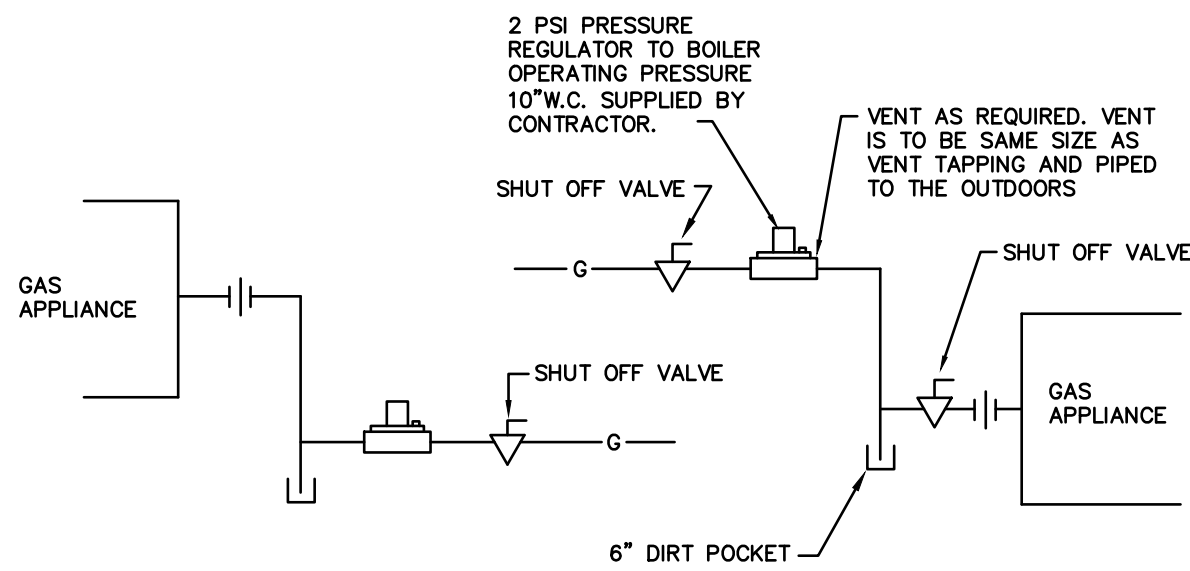 2 PSI PRESSURE
REGULATOR TO BOILER
OPERATING PRESSURE
10"W.C. SUPPLIED BY
CONTRACTOR.
VENT AS REQUIRED. VENT
IS TO BE SAME SIZE AS
VENT TAPPING AND PIPED
TO THE OUTDOORS
SHUT OFF VALVE
SHUT OFF VALVE
G
GAS
APPLIANCE
SHUT OFF VALVE
GAS
APPLIANCE
G
6" DIRT POCKET